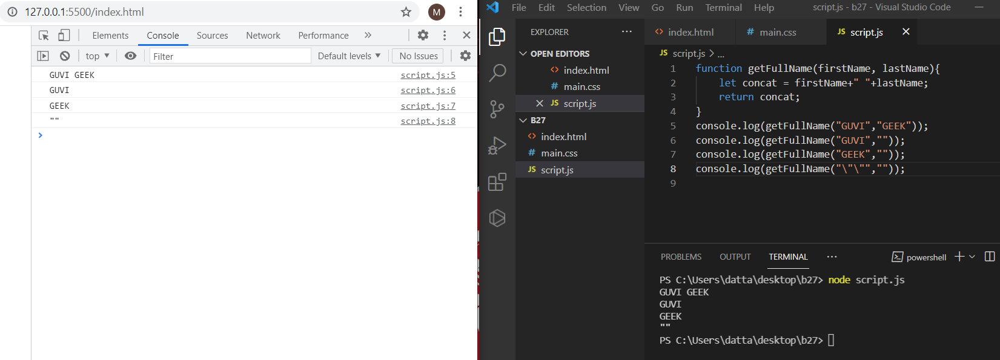 127.0.0.1:5500/index.html
M
Elements Console Sources Network Performance
top Filter Default levels No Issues
GUVI GEEK script.js:5
GUVI script.js:6
GEEK script.js:7
"" script.js:8
File Edit Selection View Go Run Terminal Help script.js - b27 - Visual Studio Code
EXPLORER
OPEN EDITORS
index.html
# main.css
JS script.js
B27
index.html
# main.css
JS script.js
index.html # main.css JS script.js
JS script.js > ...
1 function getFullName(firstName, lastName){
2 let concat = firstName+" "+lastName;
3 return concat;
4 }
5 console.log(getFullName("GUVI","GEEK"));
6 console.log(getFullName("GUVI",""));
7 console.log(getFullName("GEEK",""));
8 console.log(getFullName("\"\"",""));
9
PROBLEMS OUTPUT TERMINAL ... powershell
PS C:\Users\datta\desktop\b27> node script.js
GUVI GEEK
GUVI
GEEK
""
PS C:\Users\datta\desktop\b27>